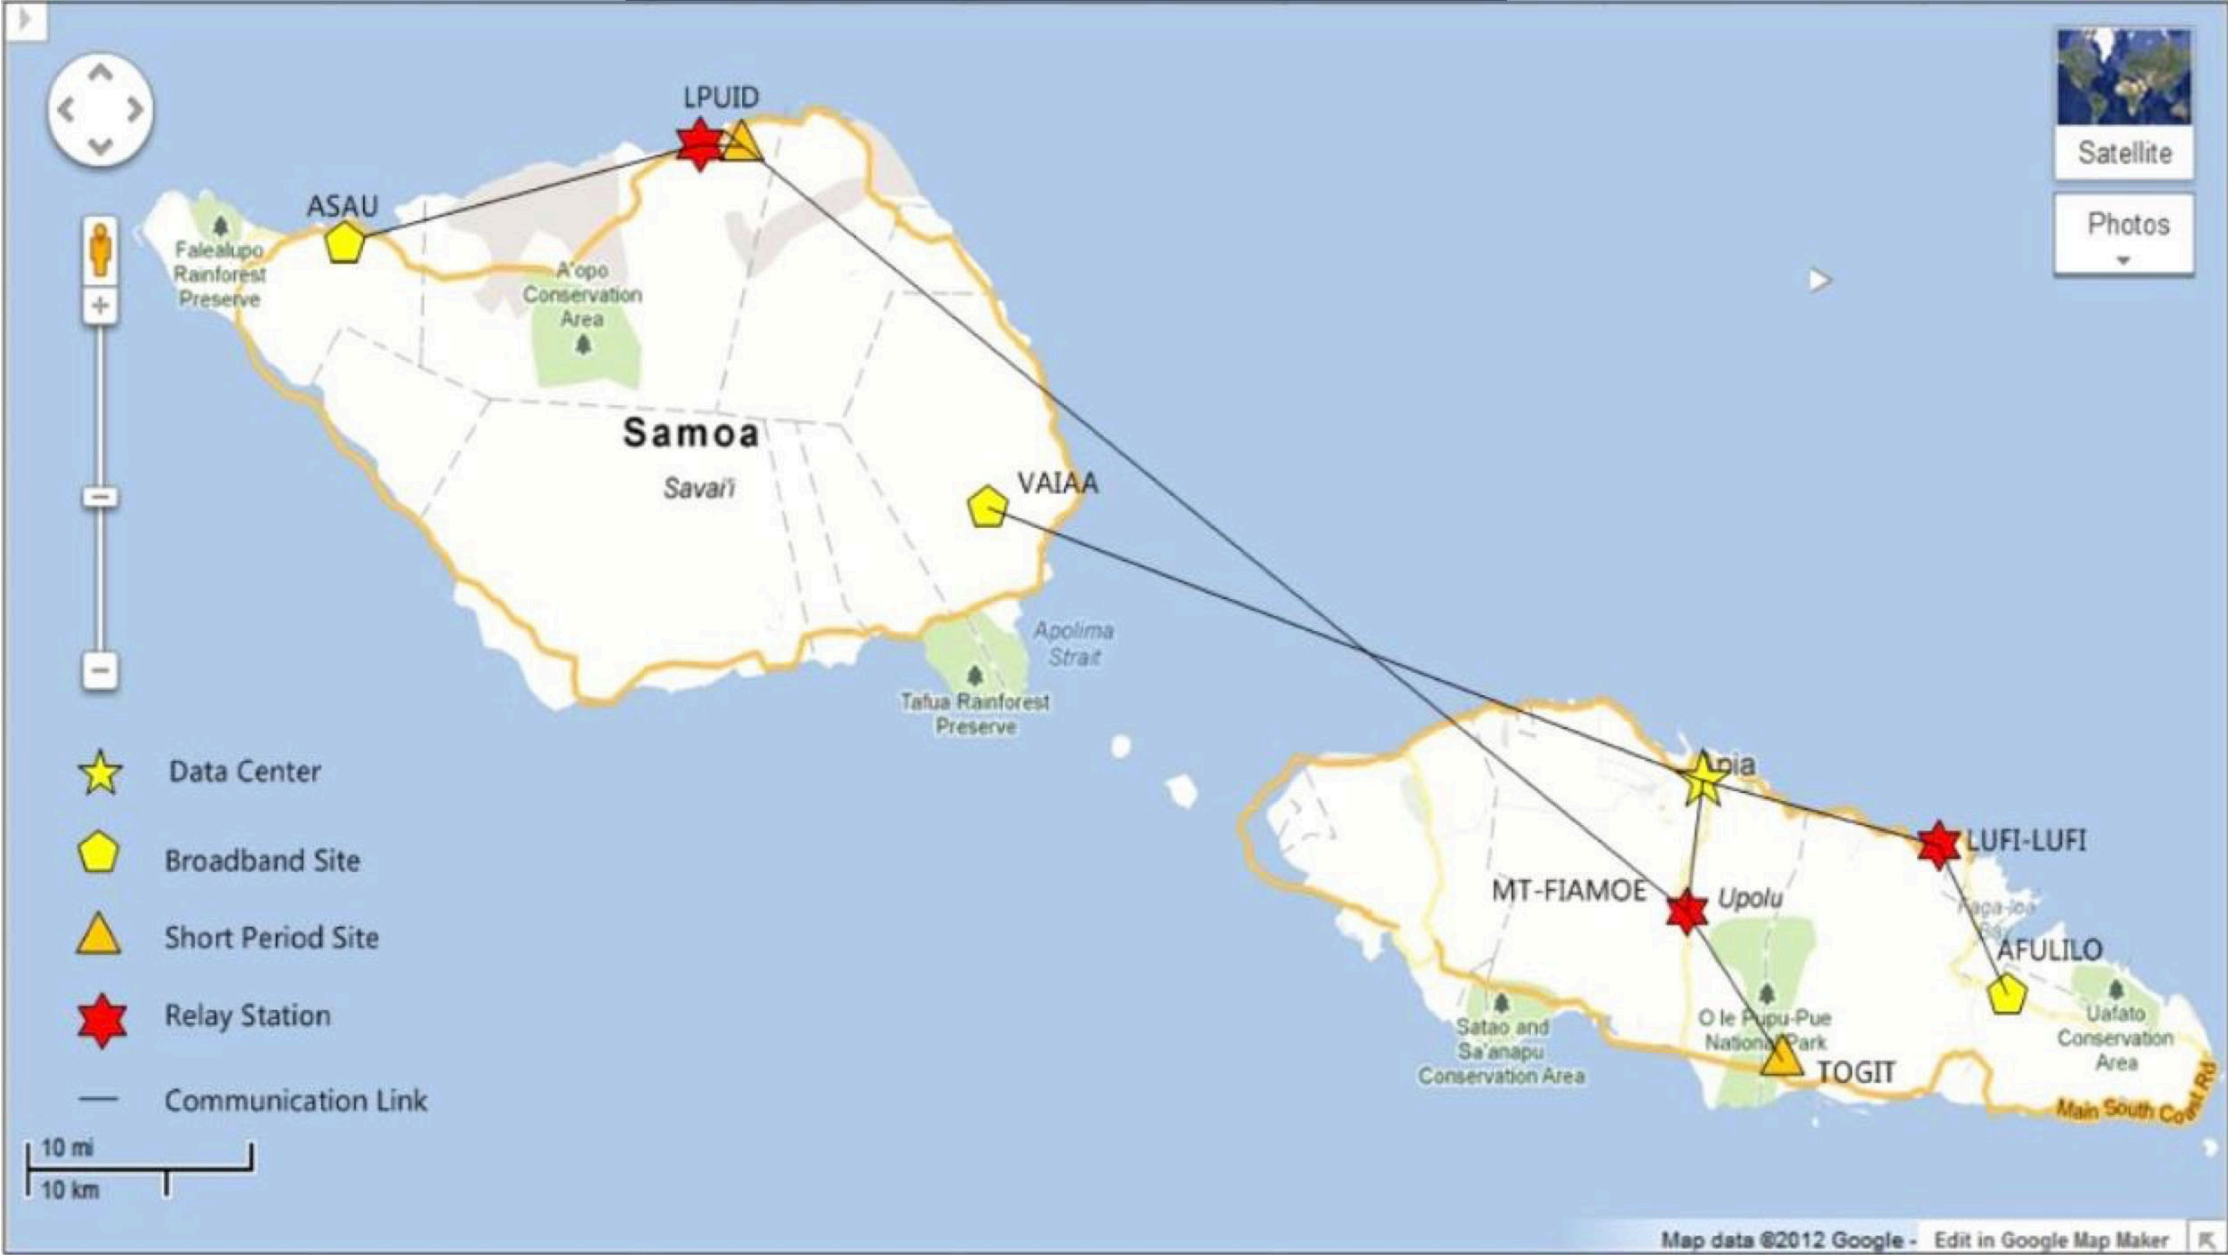 LPUID
Satellite
Photos
ASAU
Falealupo
Rainforest
Preserve
A'opo
Conservation
Area
Samoa
Savai'i
VAIAA
Apolima
Strait
Tafua Rainforest
Preserve
Data Center
Broadband Site
Short Period Site
Relay Station
Communication Link
10 mi
10 km
Apia
LUFI-LUFI
MT-FIAMOE
Upolu
Faga-loa
Bay
AFULILO
Uafato
Conservation
Area
O le Pupu-Pue
National Park
Satao and
Sa'anapu
Conservation Area
TOGIT
Main South Coast Rd
Map data ©2012 Google -
Edit in Google Map Maker